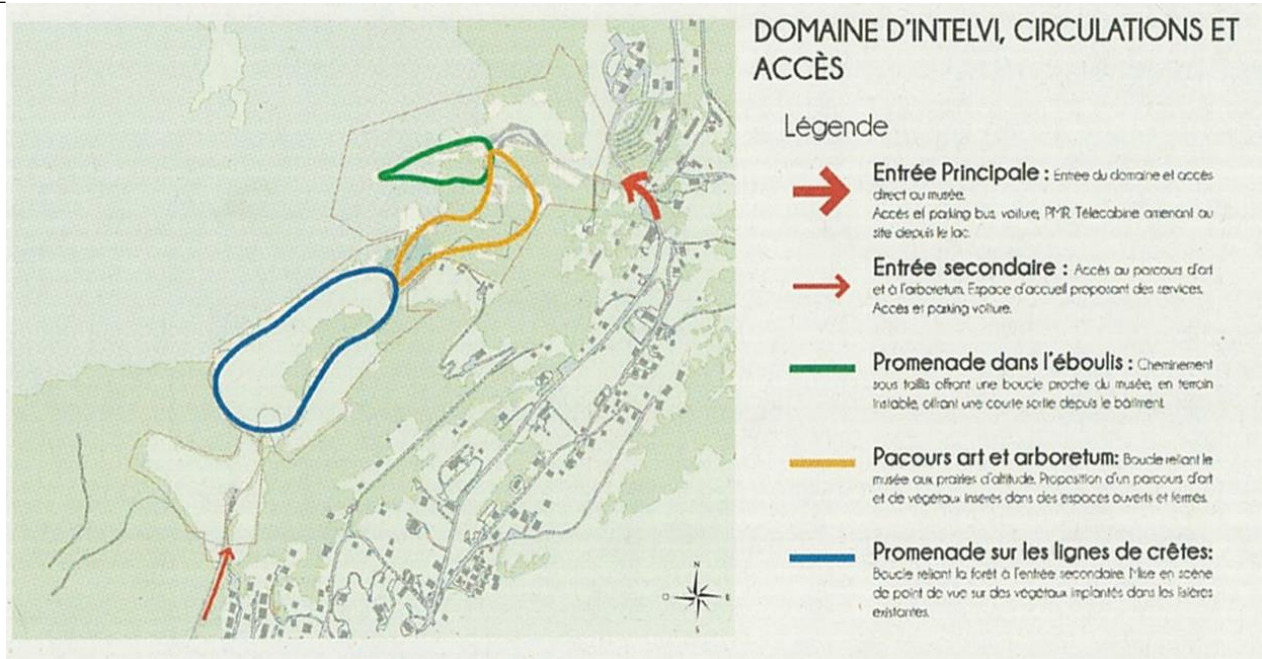 DOMAINE D'INTELVI, CIRCULATIONS ET
ACCÈS
Légende
Entrée Principale : Entrée du domaine et accès
direct au musée.
Accès et parking bus, voiture, PMR. Télécabine amenant au
site depuis le lac.
Entrée secondaire : Accès au parcours d'art
et à l'arboretum. Espace d'accueil proposant des services.
Accès et parking voiture.
Promenade dans l'éboulis : Cheminement
sous taillis offrant une boucle proche du musée, en terrain
instable, offrant une courte sortie depuis le bâtiment.
Pacours art et arboretum: Boucle reliant le
musée aux prairies d'altitude. Proposition d'un parcours d'art
et de végétaux insérés dans des espaces ouverts et fermés.
Promenade sur les lignes de crêtes:
Boucle reliant la forêt à l'entrée secondaire. Mise en scène
de point de vue sur des végétaux implantés dans les lisières
existantes.
N
O
E
S